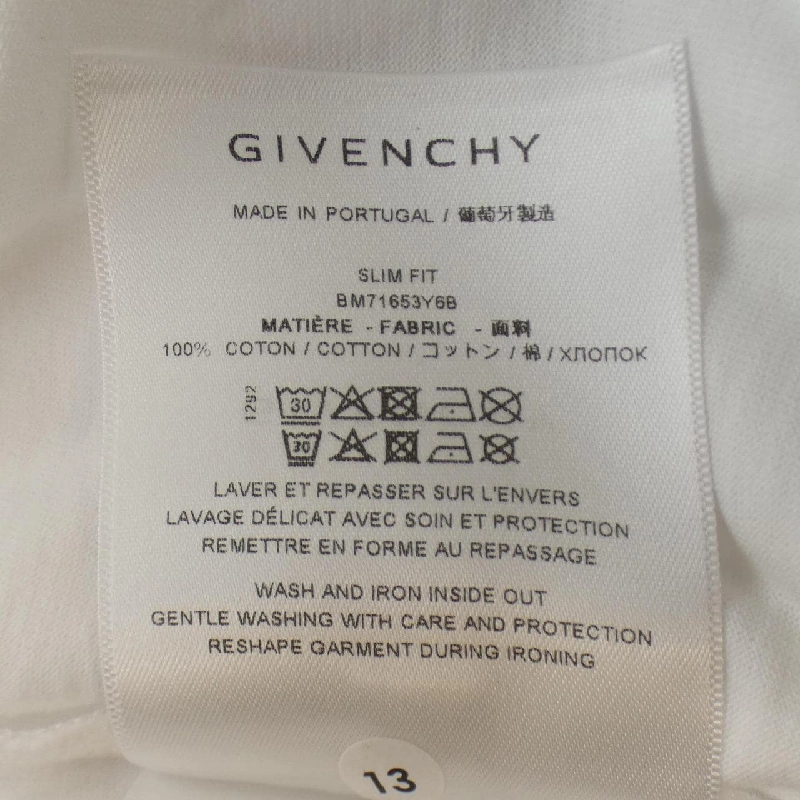 GIVENCHY
MADE IN PORTUGAL / 葡萄牙製造
SLIM FIT
BM71653Y6B
MATIÈRE - FABRIC - 面料
100% COTON / COTTON / コットン / 棉 / ХЛОПОК
1292
30
30
LAVER ET REPASSER SUR L'ENVERS
LAVAGE DÉLICAT AVEC SOIN ET PROTECTION
REMETTRE EN FORME AU REPASSAGE
WASH AND IRON INSIDE OUT
GENTLE WASHING WITH CARE AND PROTECTION
RESHAPE GARMENT DURING IRONING
13